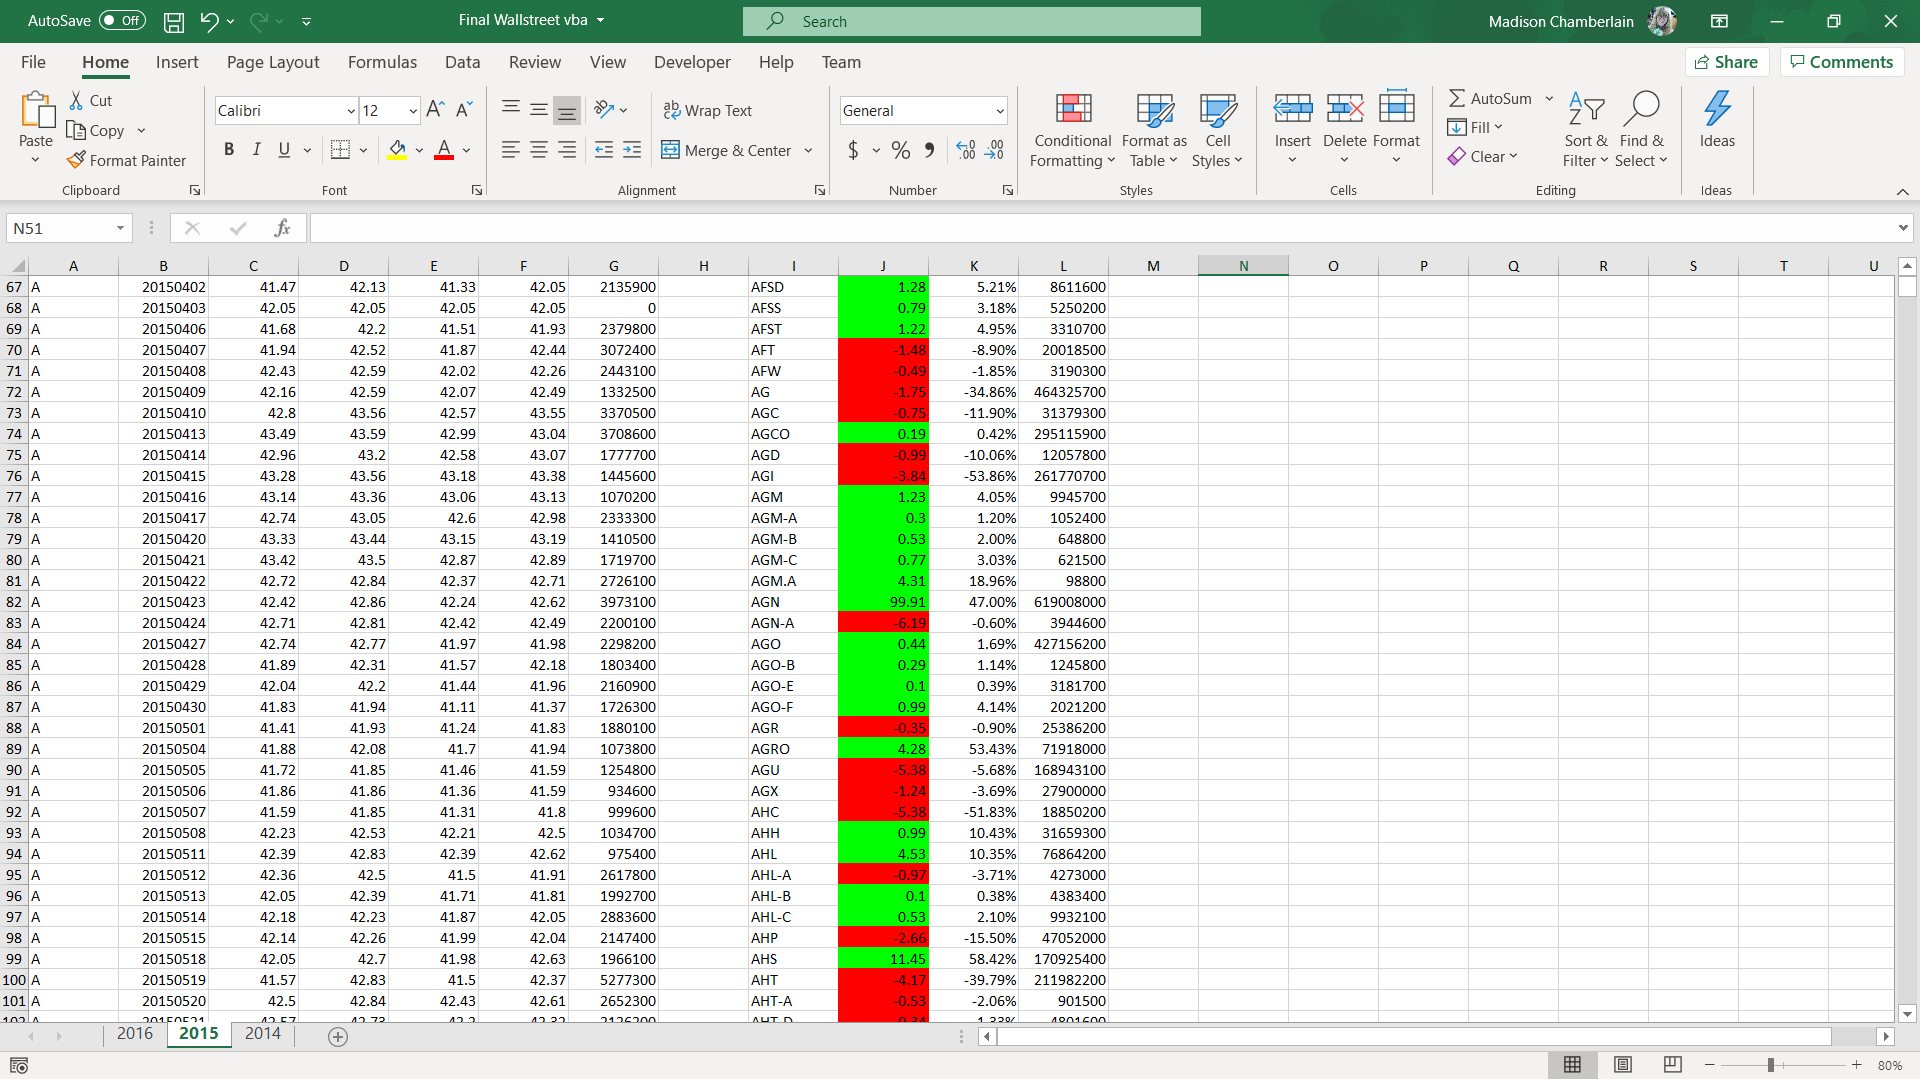 AutoSave Off Final Wallstreet vba Search Madison Chamberlain
File Home Insert Page Layout Formulas Data Review View Developer Help Team Share Comments
Paste Cut Copy Format Painter Clipboard
Calibri 12 B I U A Font
Wrap Text Merge & Center Alignment
General $ % Number
Conditional Formatting Format as Table Cell Styles Styles
Insert Delete Format Cells
AutoSum Fill Clear Sort & Filter Find & Select Editing
Ideas Ideas
N51 fx
A B C D E F G H I J K L M N O P Q R S T U
67 A 20150402 41.47 42.13 41.33 42.05 2135900 AFSD 1.28 5.21% 8611600
68 A 20150403 42.05 42.05 42.05 42.05 0 AFSS 0.79 3.18% 5250200
69 A 20150406 41.68 42.2 41.51 41.93 2379800 AFST 1.22 4.95% 3310700
70 A 20150407 41.94 42.52 41.87 42.44 3072400 AFT -1.48 -8.90% 20018500
71 A 20150408 42.43 42.59 42.02 42.26 2443100 AFW -0.49 -1.85% 3190300
72 A 20150409 42.16 42.59 42.07 42.49 1332500 AG -1.75 -34.86% 464325700
73 A 20150410 42.8 43.56 42.57 43.55 3370500 AGC -0.75 -11.90% 31379300
74 A 20150413 43.49 43.59 42.99 43.04 3708600 AGCO 0.19 0.42% 295115900
75 A 20150414 42.96 43.2 42.58 43.07 1777700 AGD -0.99 -10.06% 12057800
76 A 20150415 43.28 43.56 43.18 43.38 1445600 AGI -3.84 -53.86% 261770700
77 A 20150416 43.14 43.36 43.06 43.13 1070200 AGM 1.23 4.05% 9945700
78 A 20150417 42.74 43.05 42.6 42.98 2333300 AGM-A 0.3 1.20% 1052400
79 A 20150420 43.33 43.44 43.15 43.19 1410500 AGM-B 0.53 2.00% 648800
80 A 20150421 43.42 43.5 42.87 42.89 1719700 AGM-C 0.77 3.03% 621500
81 A 20150422 42.72 42.84 42.37 42.71 2726100 AGM.A 4.31 18.96% 98800
82 A 20150423 42.42 42.86 42.24 42.62 3973100 AGN 99.91 47.00% 619008000
83 A 20150424 42.71 42.81 42.42 42.49 2200100 AGN-A -6.19 -0.60% 3944600
84 A 20150427 42.74 42.77 41.97 41.98 2298200 AGO 0.44 1.69% 427156200
85 A 20150428 41.89 42.31 41.57 42.18 1803400 AGO-B 0.29 1.14% 1245800
86 A 20150429 42.04 42.2 41.44 41.96 2160900 AGO-E 0.1 0.39% 3181700
87 A 20150430 41.83 41.94 41.11 41.37 1726300 AGO-F 0.99 4.14% 2021200
88 A 20150501 41.41 41.93 41.24 41.83 1880100 AGR -0.35 -0.90% 25386200
89 A 20150504 41.88 42.08 41.7 41.94 1073800 AGRO 4.28 53.43% 71918000
90 A 20150505 41.72 41.85 41.46 41.59 1254800 AGU -5.38 -5.68% 168943100
91 A 20150506 41.86 41.86 41.36 41.59 934600 AGX -1.24 -3.69% 27900000
92 A 20150507 41.59 41.85 41.31 41.8 999600 AHC -5.38 -51.83% 18850200
93 A 20150508 42.23 42.53 42.21 42.5 1034700 AHH 0.99 10.43% 31659300
94 A 20150511 42.39 42.83 42.39 42.62 975400 AHL 4.53 10.35% 76864200
95 A 20150512 42.36 42.5 41.5 41.91 2617800 AHL-A -0.97 -3.71% 4273000
96 A 20150513 42.05 42.39 41.71 41.81 1992700 AHL-B 0.1 0.38% 4383400
97 A 20150514 42.18 42.23 41.87 42.05 2883600 AHL-C 0.53 2.10% 9932100
98 A 20150515 42.14 42.26 41.99 42.04 2147400 AHP -2.66 -15.50% 47052000
99 A 20150518 42.05 42.7 41.98 42.63 1966100 AHS 11.45 58.42% 170925400
100 A 20150519 41.57 42.83 41.5 42.37 5277300 AHT -4.17 -39.79% 211982200
101 A 20150520 42.5 42.84 42.43 42.61 2652300 AHT-A -0.53 -2.06% 901500
2016 2015 2014
80%